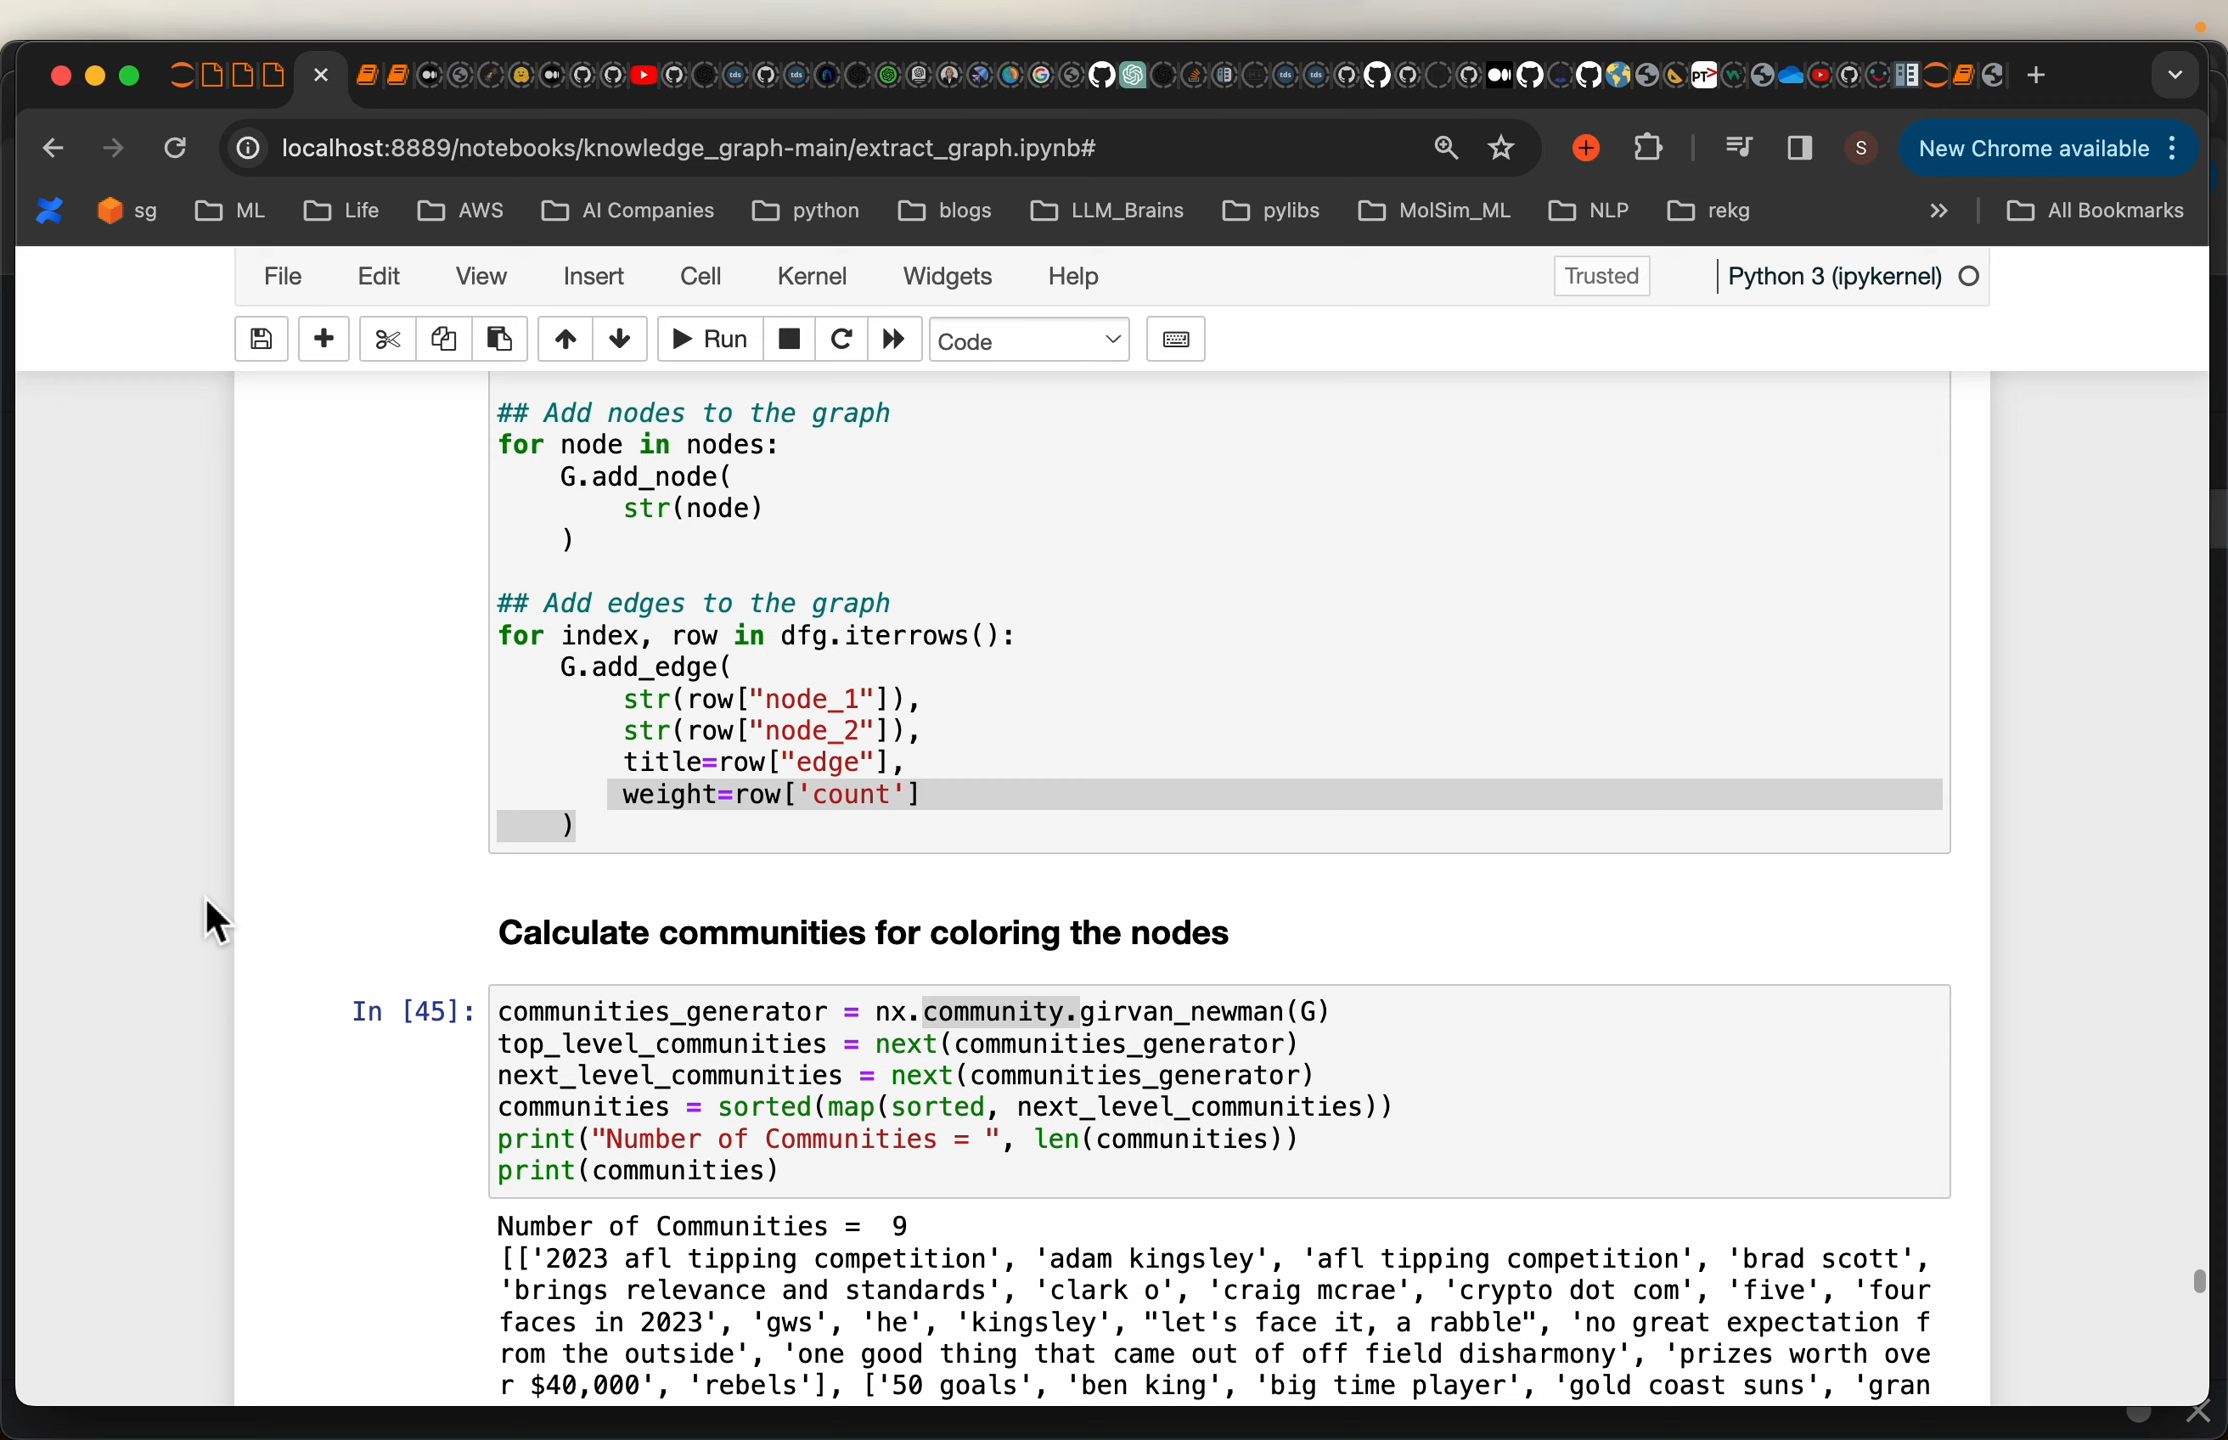 localhost:8889/notebooks/knowledge_graph-main/extract_graph.ipynb#
S
New Chrome available
sg ML Life AWS AI Companies python blogs LLM_Brains pylibs MolSim_ML NLP rekg » All Bookmarks
File Edit View Insert Cell Kernel Widgets Help Trusted Python 3 (ipykernel)
Run Code
## Add nodes to the graph
for node in nodes:
    G.add_node(
        str(node)
    )
## Add edges to the graph
for index, row in dfg.iterrows():
    G.add_edge(
        str(row["node_1"]),
        str(row["node_2"]),
        title=row["edge"],
        weight=row['count']
    )
Calculate communities for coloring the nodes
In [45]: communities_generator = nx.community.girvan_newman(G)
top_level_communities = next(communities_generator)
next_level_communities = next(communities_generator)
communities = sorted(map(sorted, next_level_communities))
print("Number of Communities = ", len(communities))
print(communities)
Number of Communities =  9
[['2023 afl tipping competition', 'adam kingsley', 'afl tipping competition', 'brad scott',
'brings relevance and standards', 'clark o', 'craig mcrae', 'crypto dot com', 'five', 'four
faces in 2023', 'gws', 'he', 'kingsley', "let's face it, a rabble", 'no great expectation f
rom the outside', 'one good thing that came out of off field disharmony', 'prizes worth ove
r $40,000', 'rebels'], ['50 goals', 'ben king', 'big time player', 'gold coast suns', 'gran